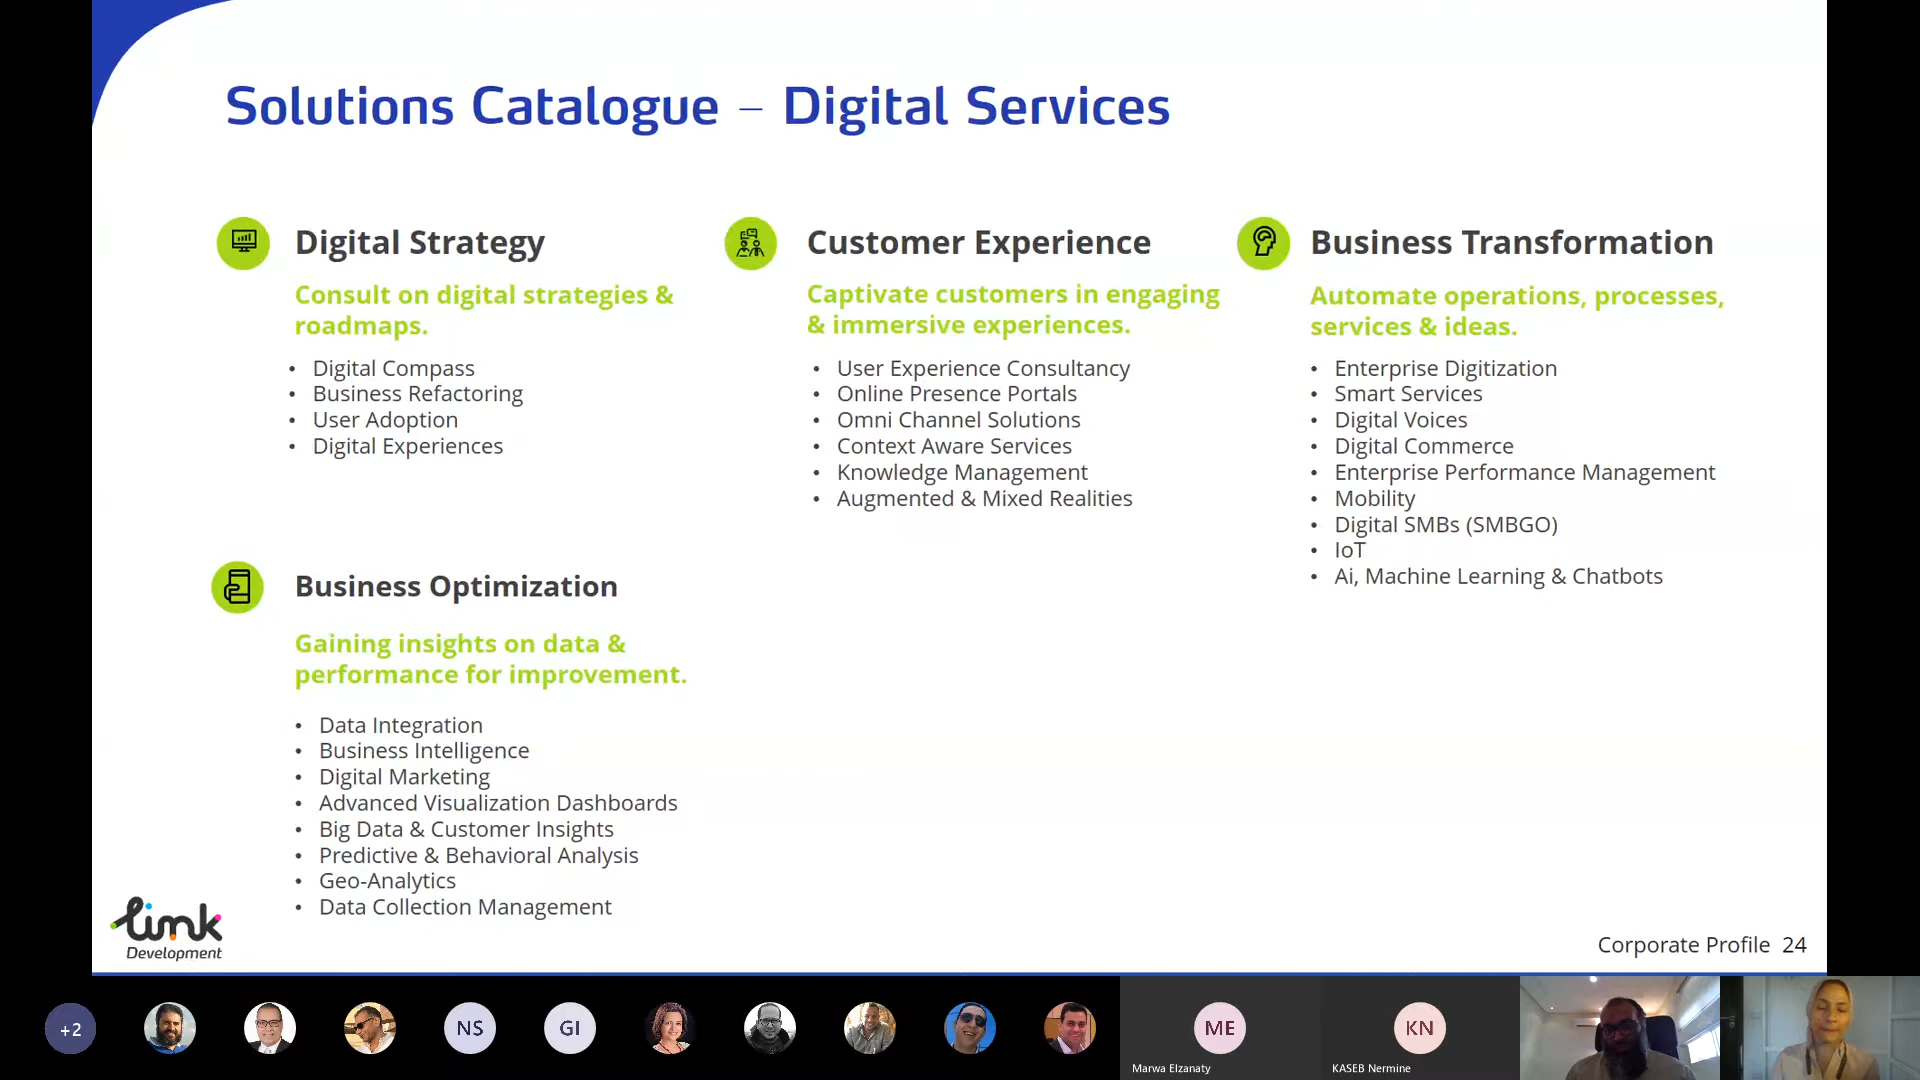 Solutions Catalogue – Digital Services
Digital Strategy
Consult on digital strategies &
roadmaps.
• Digital Compass
• Business Refactoring
• User Adoption
• Digital Experiences
Customer Experience
Captivate customers in engaging
& immersive experiences.
• User Experience Consultancy
• Online Presence Portals
• Omni Channel Solutions
• Context Aware Services
• Knowledge Management
• Augmented & Mixed Realities
Business Transformation
Automate operations, processes,
services & ideas.
• Enterprise Digitization
• Smart Services
• Digital Voices
• Digital Commerce
• Enterprise Performance Management
• Mobility
• Digital SMBs (SMBGO)
• IoT
• Ai, Machine Learning & Chatbots
Business Optimization
Gaining insights on data &
performance for improvement.
• Data Integration
• Business Intelligence
• Digital Marketing
• Advanced Visualization Dashboards
• Big Data & Customer Insights
• Predictive & Behavioral Analysis
• Geo-Analytics
• Data Collection Management
link
Development
Corporate Profile 24
+2
NS
GI
ME
KN
Marwa Elzanaty
KASEB Nermine